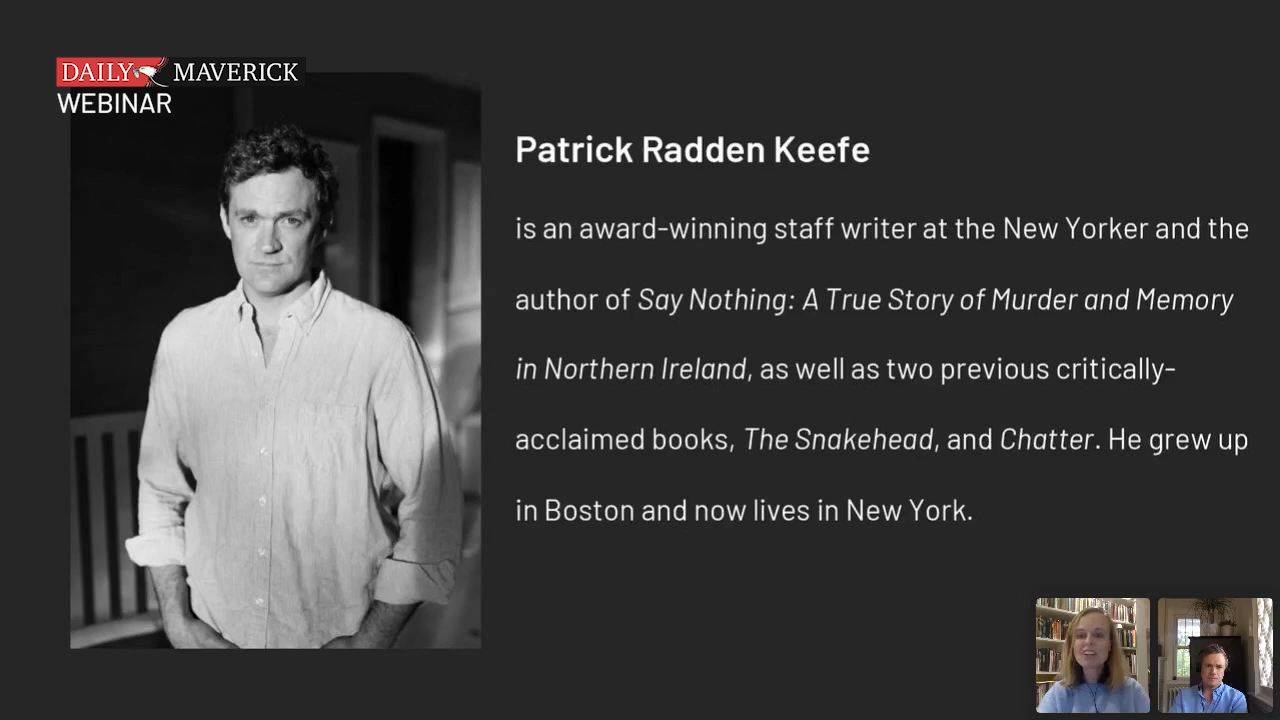 DAILY MAVERICK
WEBINAR
Patrick Radden Keefe
is an award-winning staff writer at the New Yorker and the
author of Say Nothing: A True Story of Murder and Memory
in Northern Ireland, as well as two previous critically-
acclaimed books, The Snakehead, and Chatter. He grew up
in Boston and now lives in New York.